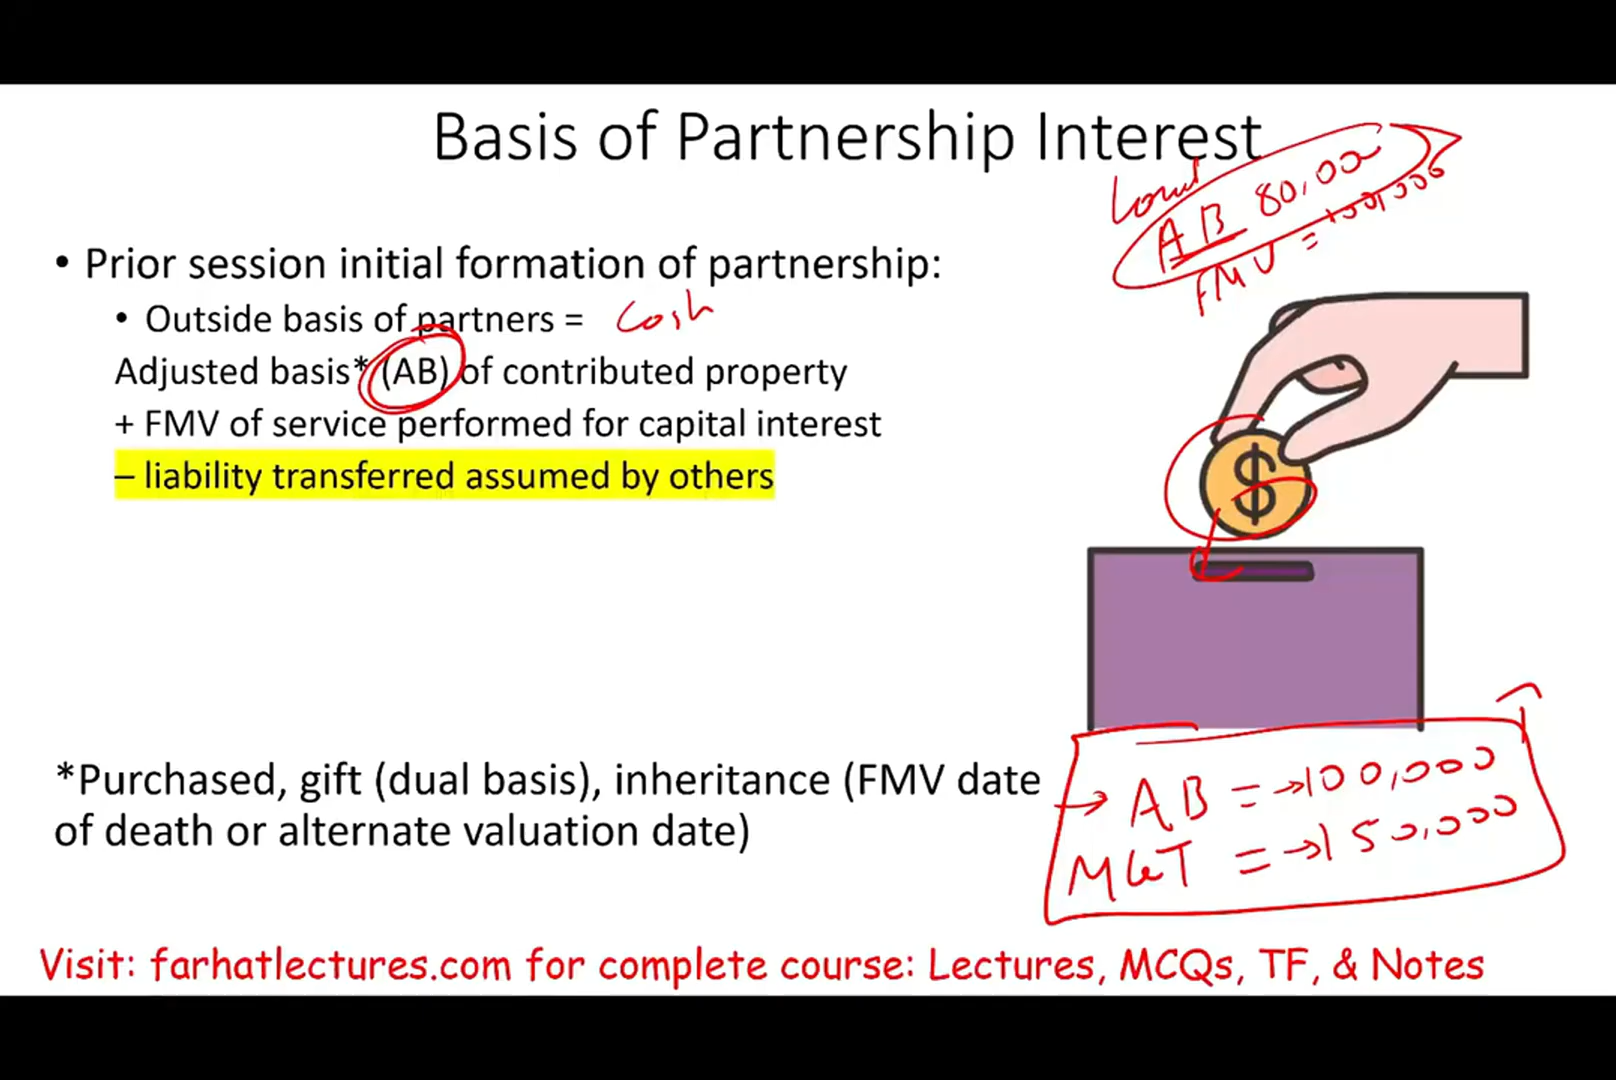 Basis of Partnership Interest
Land
AB 80,000
FMV = 100,000
• Prior session initial formation of partnership:
• Outside basis of partners = Cash
Adjusted basis* (AB) of contributed property
+ FMV of service performed for capital interest
– liability transferred assumed by others
$
*Purchased, gift (dual basis), inheritance (FMV date
of death or alternate valuation date)
→ AB = → 100,000
MGT = → 150,000
Visit: farhatlectures.com for complete course: Lectures, MCQs, TF, & Notes